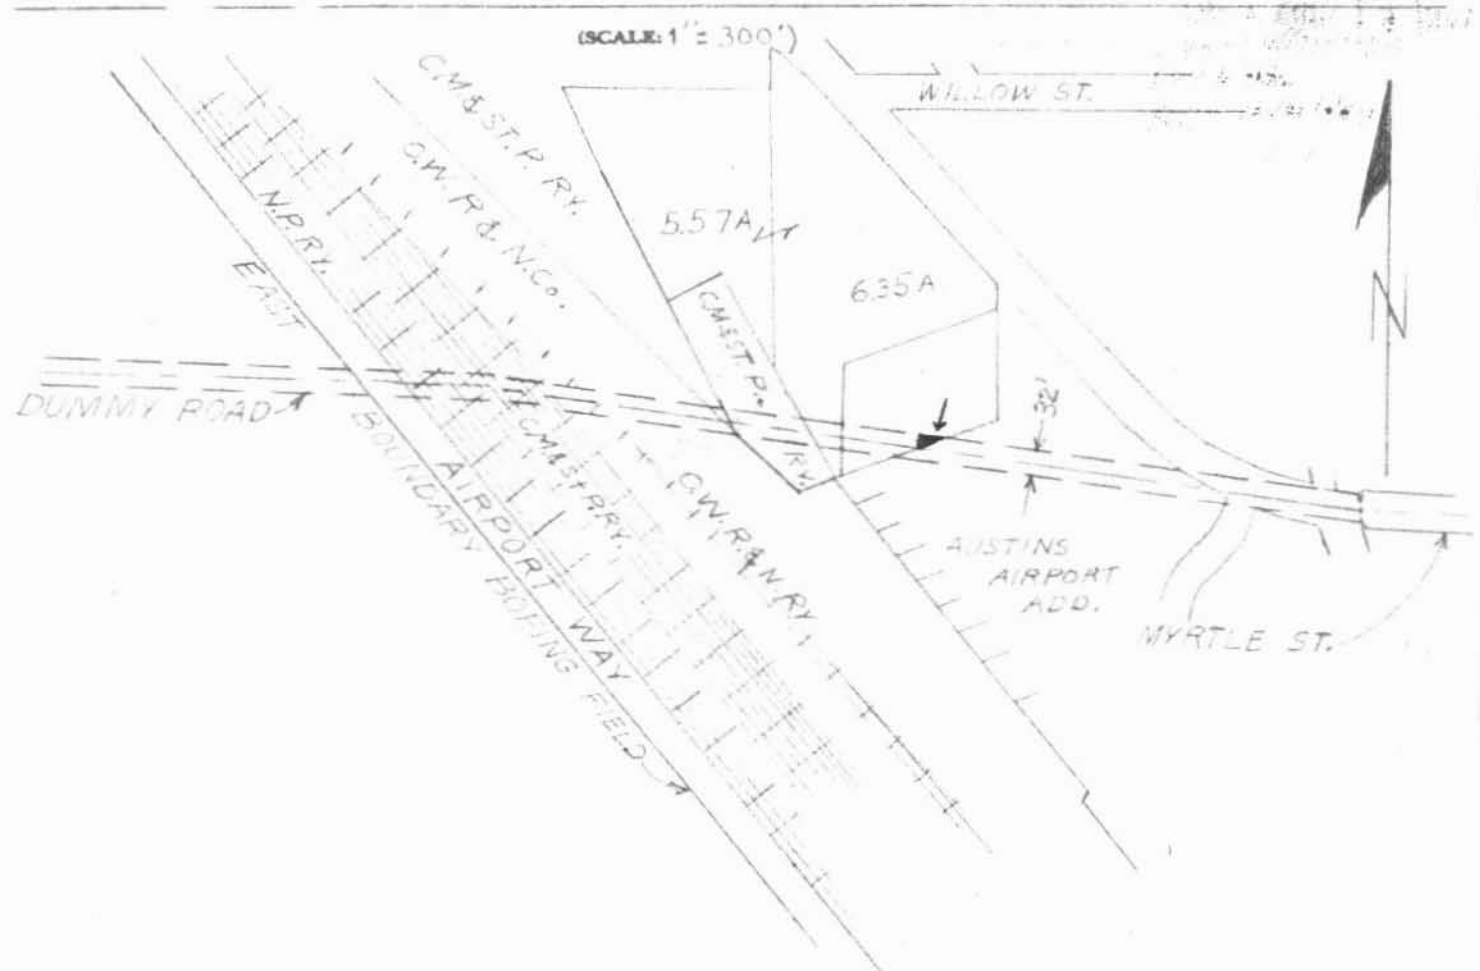 (SCALE: 1" = 300')
WILLOW ST.
C.M.& ST. P. RY.
O.W. R & N. Co.
N.P. RY.
EAST
5.57A
6.35A
N
C.M.& ST. P.
RY.
DUMMY ROAD
32'
BOUNDARY BOEING FIELD
AIRPORT WAY
C.M.& ST. P. RY.
O.W. R.& N RY.
AUSTINS
AIRPORT
ADD.
MYRTLE ST.